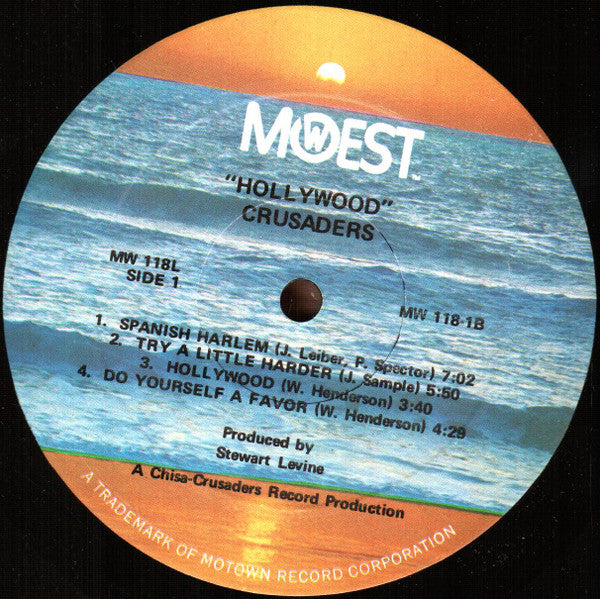 MOWEST™
"HOLLYWOOD"
CRUSADERS
MW 118L
SIDE 1
MW 118-1B
1. SPANISH HARLEM (J. Leiber, P. Spector) 7:02
2. TRY A LITTLE HARDER (J. Sample) 5:50
3. HOLLYWOOD (W. Henderson) 3:40
4. DO YOURSELF A FAVOR (W. Henderson) 4:29
Produced by
Stewart Levine
A Chisa-Crusaders Record Production
A TRADEMARK OF MOTOWN RECORD CORPORATION